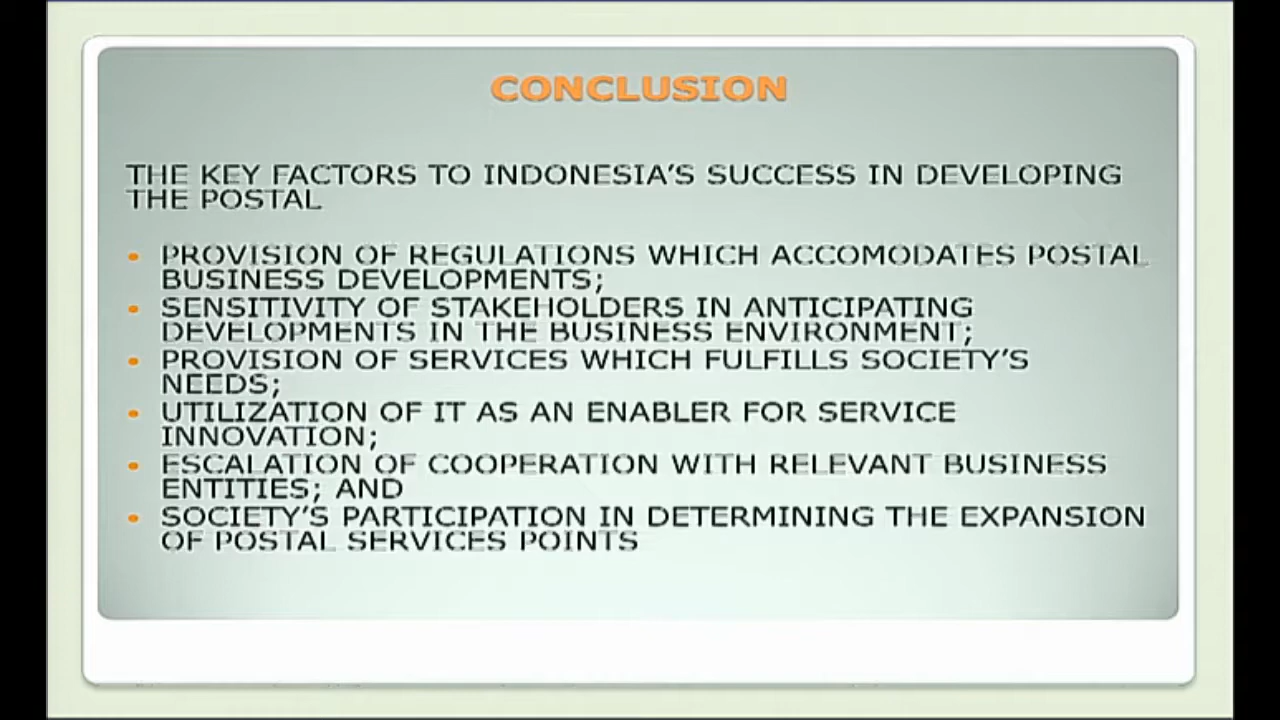 CONCLUSION
THE KEY FACTORS TO INDONESIA'S SUCCESS IN DEVELOPING
THE POSTAL
• PROVISION OF REGULATIONS WHICH ACCOMODATES POSTAL
BUSINESS DEVELOPMENTS;
• SENSITIVITY OF STAKEHOLDERS IN ANTICIPATING
DEVELOPMENTS IN THE BUSINESS ENVIRONMENT;
• PROVISION OF SERVICES WHICH FULFILLS SOCIETY'S
NEEDS;
• UTILIZATION OF IT AS AN ENABLER FOR SERVICE
INNOVATION;
• ESCALATION OF COOPERATION WITH RELEVANT BUSINESS
ENTITIES; AND
• SOCIETY'S PARTICIPATION IN DETERMINING THE EXPANSION
OF POSTAL SERVICES POINTS